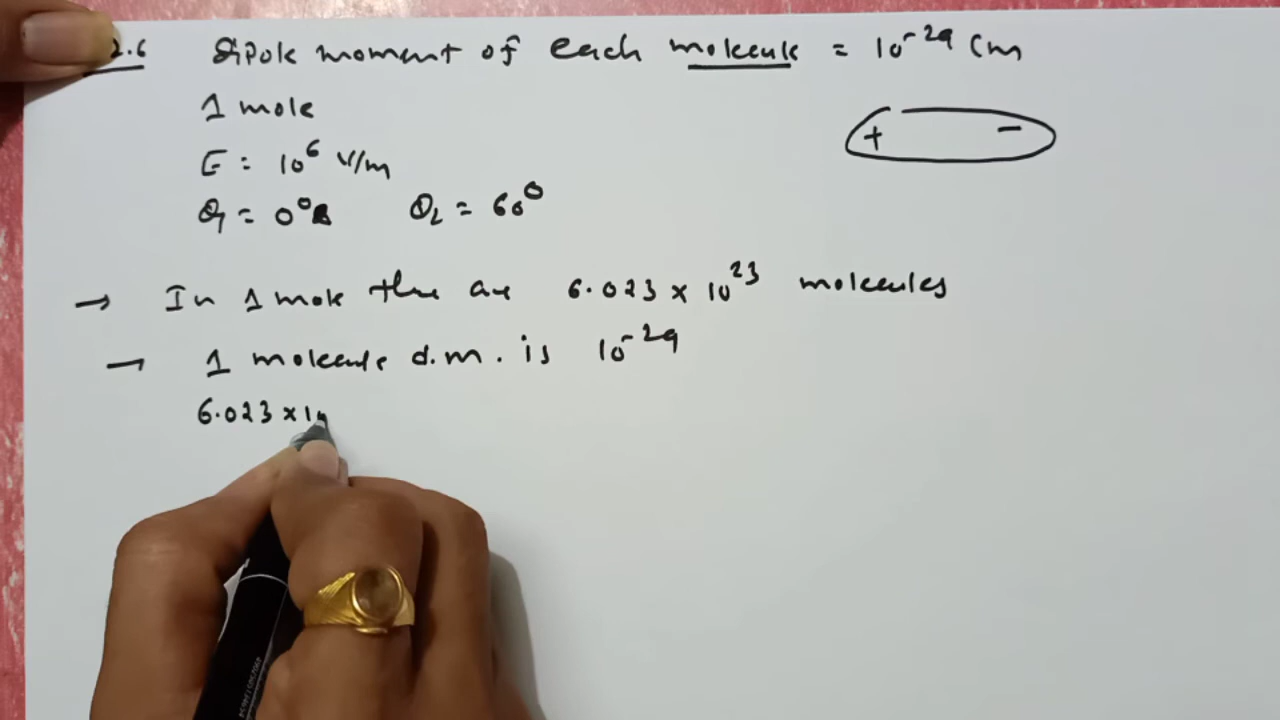 2.6 Dipole moment of each molecule = 10⁻²⁹ Cm
1 mole
+ −
E = 10⁶ V/m
θ₁ = 0° θ₂ = 60°
→ In 1 mole there are 6.023 × 10²³ molecules
→ 1 molecule d.m. is 10⁻²⁹
6.023 × 10